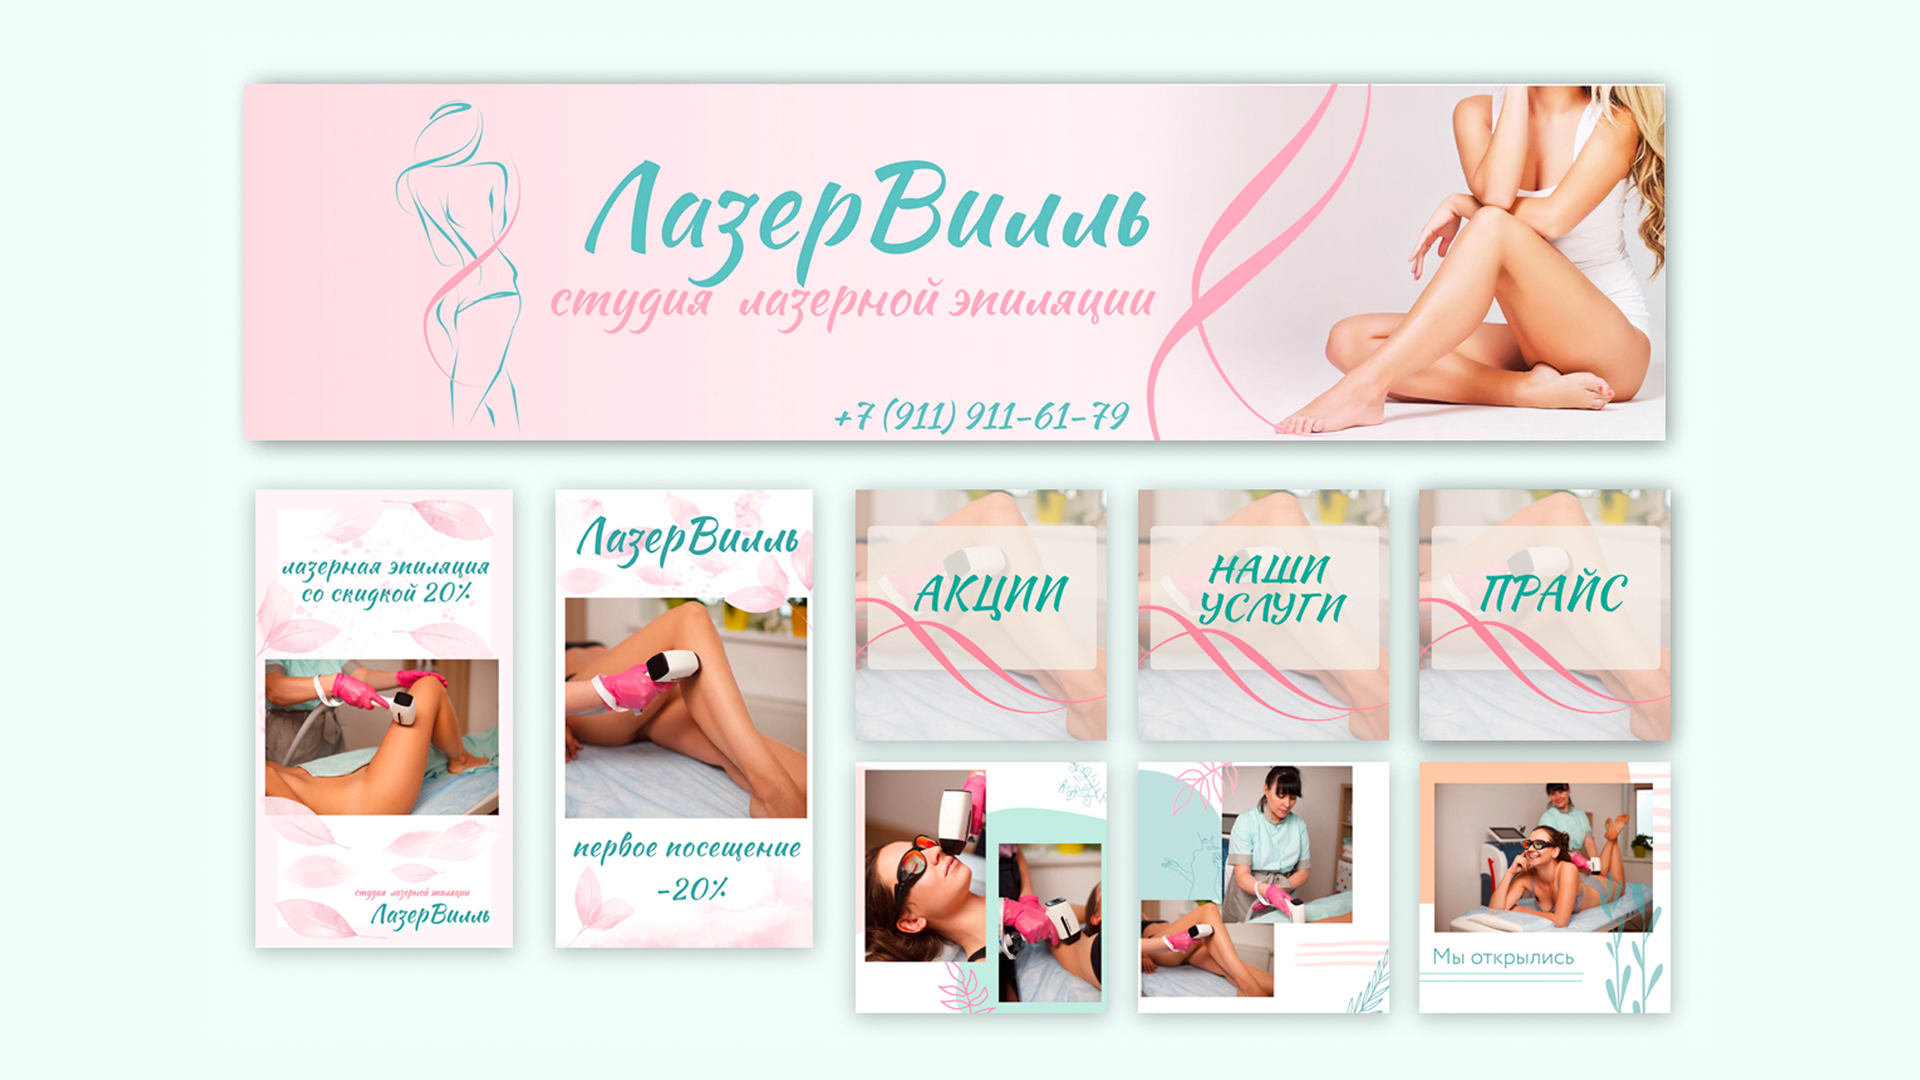 ЛазерВилль
студия лазерной эпиляции
+7 (911) 911-61-79
лазерная эпиляция
со скидкой 20%
студия лазерной эпиляции
ЛазерВилль
ЛазерВилль
первое посещение
-20%
АКЦИИ
НАШИ
УСЛУГИ
ПРАЙС
Мы открылись